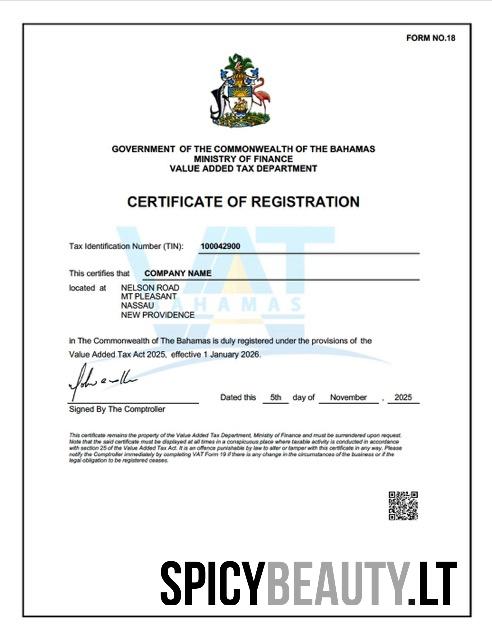 FORM NO.18
GOVERNMENT OF THE COMMONWEALTH OF THE BAHAMAS
MINISTRY OF FINANCE
VALUE ADDED TAX DEPARTMENT
CERTIFICATE OF REGISTRATION
VAT
BAHAMAS
Tax Identification Number (TIN): 100042900
This certifies that COMPANY NAME
located at NELSON ROAD
MT PLEASANT
NASSAU
NEW PROVIDENCE
in The Commonwealth of The Bahamas is duly registered under the provisions of the
Value Added Tax Act 2025, effective 1 January 2026.
Dated this 5th day of November , 2025
Signed By The Comptroller
This certificate remains the property of the Value Added Tax Department, Ministry of Finance and must be surrendered upon request.
Note that the said certificate must be displayed at all times in a conspicuous place where taxable activity is conducted in accordance
with section 25 of the Value Added Tax Act. It is an offence punishable by law to alter or tamper with this certificate in any way. Please
notify the Comptroller immediately by completing VAT Form 19 if there is any change in the circumstances of the business or if the
legal obligation to be registered ceases.
SPICYBEAUTY.LT